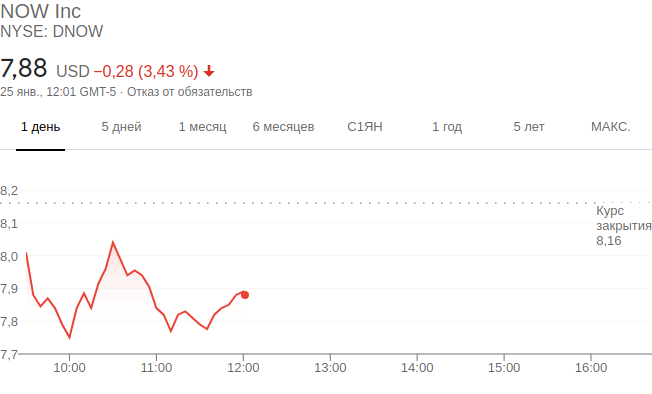 NOW Inc
NYSE: DNOW
7,88 USD −0,28 (3,43 %)
25 янв., 12:01 GMT-5 · Отказ от обязательств
1 день 5 дней 1 месяц 6 месяцев С1ЯН 1 год 5 лет МАКС.
8,2
Курс
закрытия
8,16
8,1
8,0
7,9
7,8
7,7
10:00 11:00 12:00 13:00 14:00 15:00 16:00